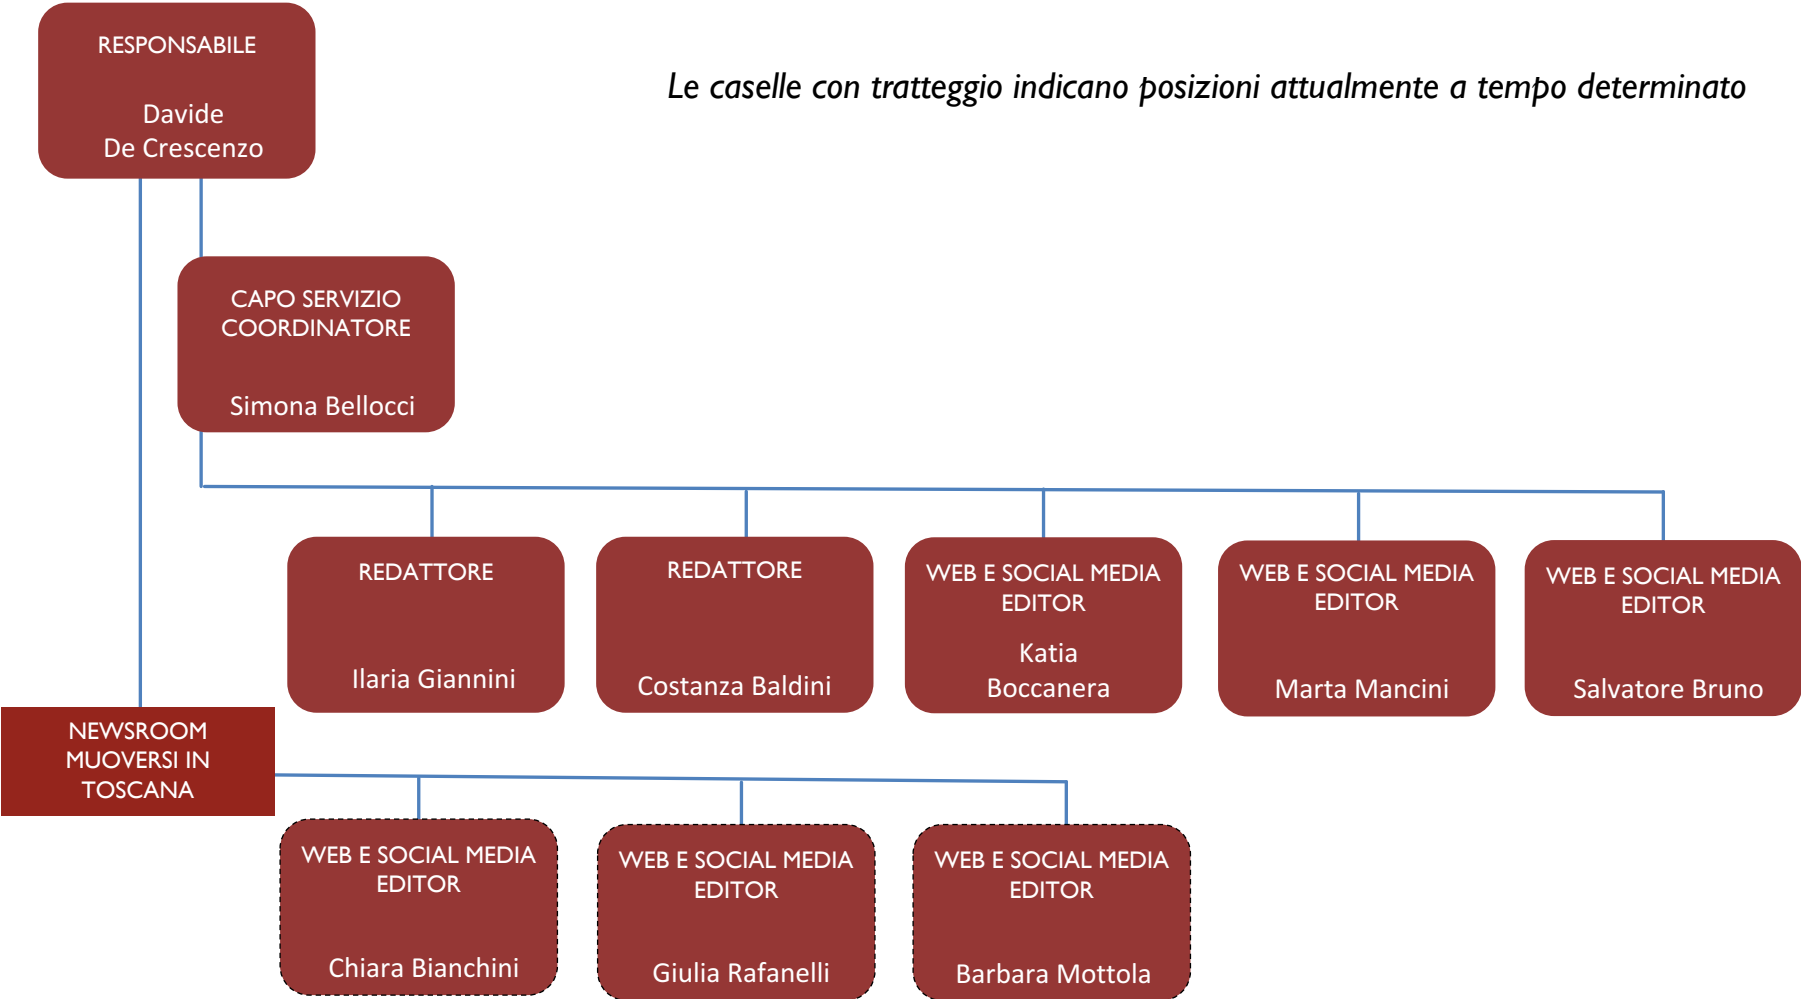 RESPONSABILE
Davide
De Crescenzo
Le caselle con tratteggio indicano posizioni attualmente a tempo determinato
CAPO SERVIZIO
COORDINATORE
Simona Bellocci
REDATTORE
Ilaria Giannini
REDATTORE
Costanza Baldini
WEB E SOCIAL MEDIA
EDITOR
Katia
Boccanera
WEB E SOCIAL MEDIA
EDITOR
Marta Mancini
WEB E SOCIAL MEDIA
EDITOR
Salvatore Bruno
NEWSROOM
MUOVERSI IN
TOSCANA
WEB E SOCIAL MEDIA
EDITOR
Chiara Bianchini
WEB E SOCIAL MEDIA
EDITOR
Giulia Rafanelli
WEB E SOCIAL MEDIA
EDITOR
Barbara Mottola